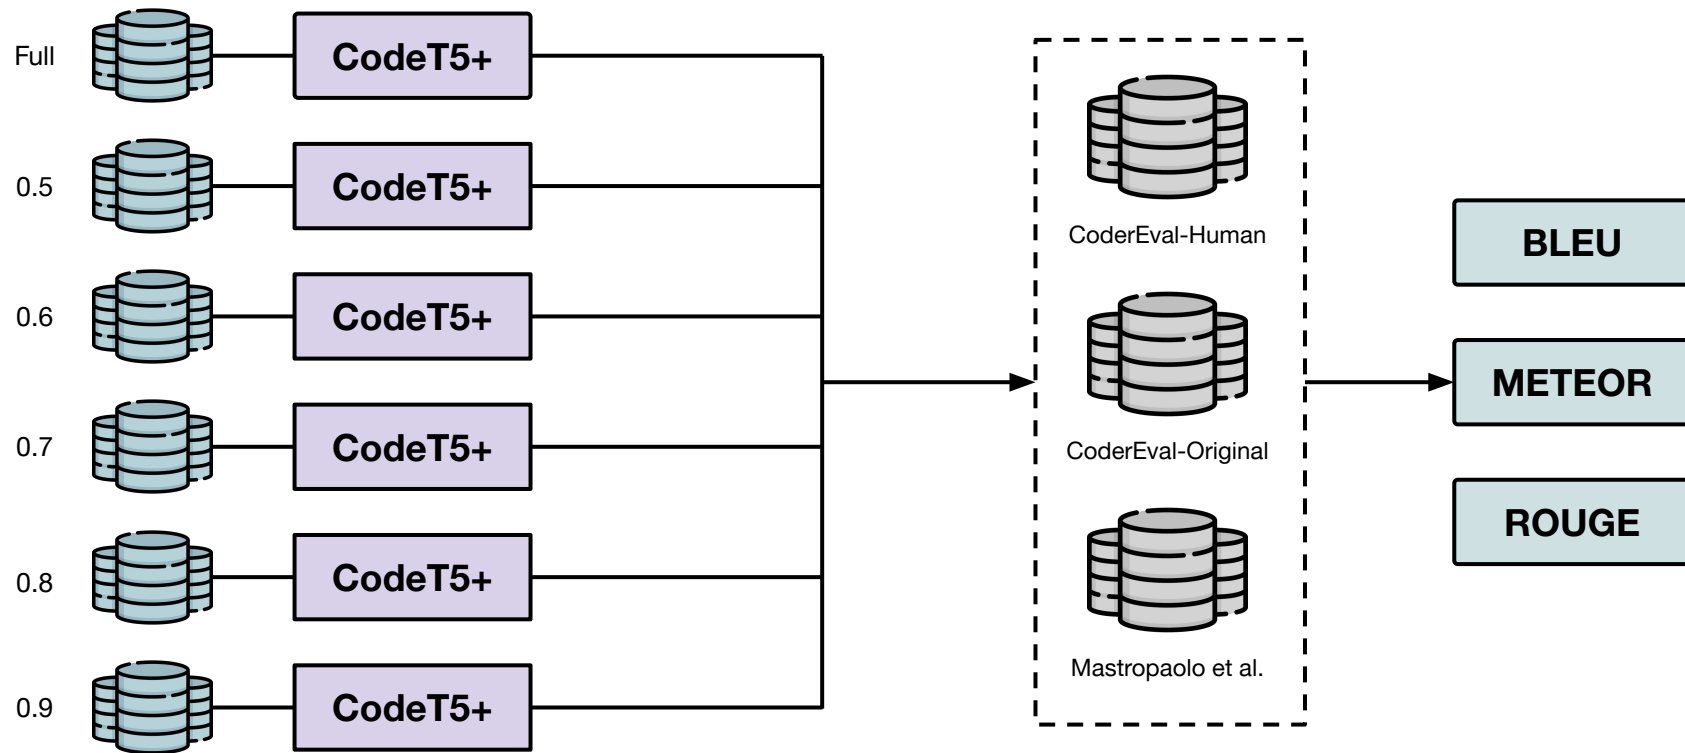 Full
CodeT5+
0.5
CodeT5+
0.6
CodeT5+
0.7
CodeT5+
0.8
CodeT5+
0.9
CodeT5+
CoderEval-Human
CoderEval-Original
Mastropaolo et al.
BLEU
METEOR
ROUGE